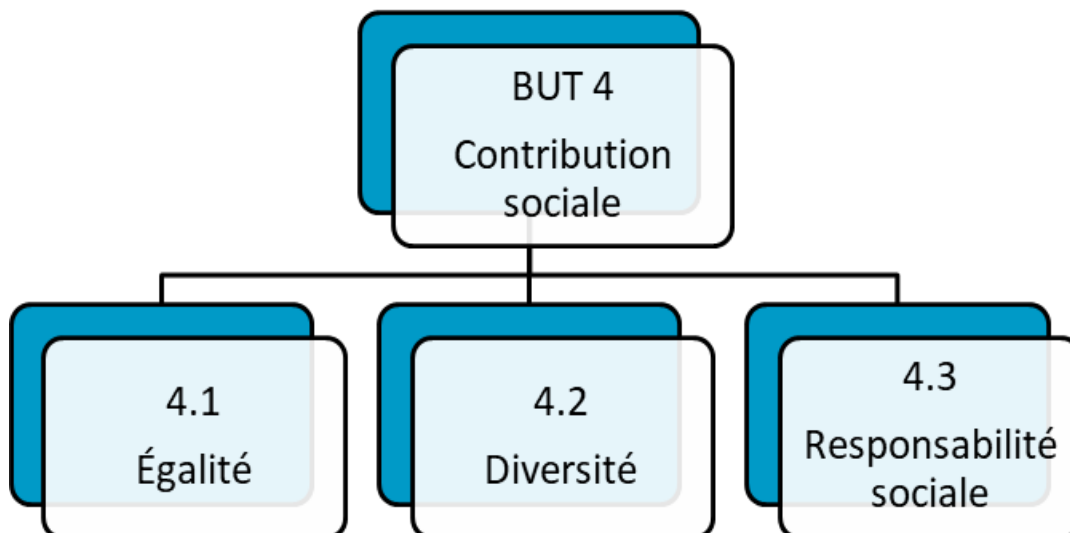 BUT 4
Contribution
sociale
4.1
Égalité
4.2
Diversité
4.3
Responsabilité
sociale